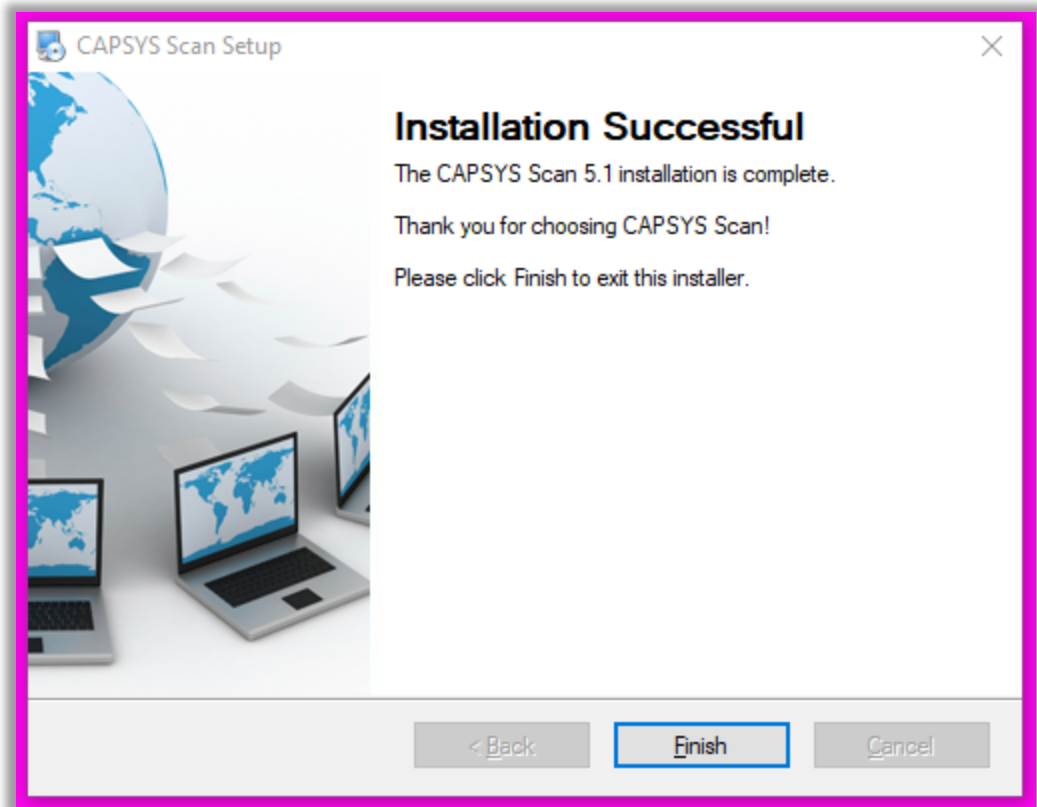 CAPSYS Scan Setup
Installation Successful
The CAPSYS Scan 5.1 installation is complete.
Thank you for choosing CAPSYS Scan!
Please click Finish to exit this installer.
< Back
Finish
Cancel